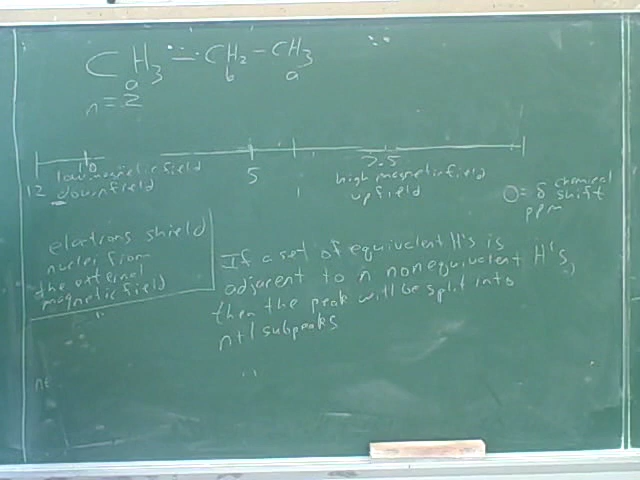 CH3 — CH2 — CH3
a b a
n = 2
12 10 5 2.5
low magnetic field
downfield
high magnetic field
upfield
0 = δ chemical
shift
ppm
electrons shield
nuclei from
the external
magnetic field
If a set of equivalent H's is
adjacent to n nonequivalent H's,
then the peak will be split into
n+1 subpeaks